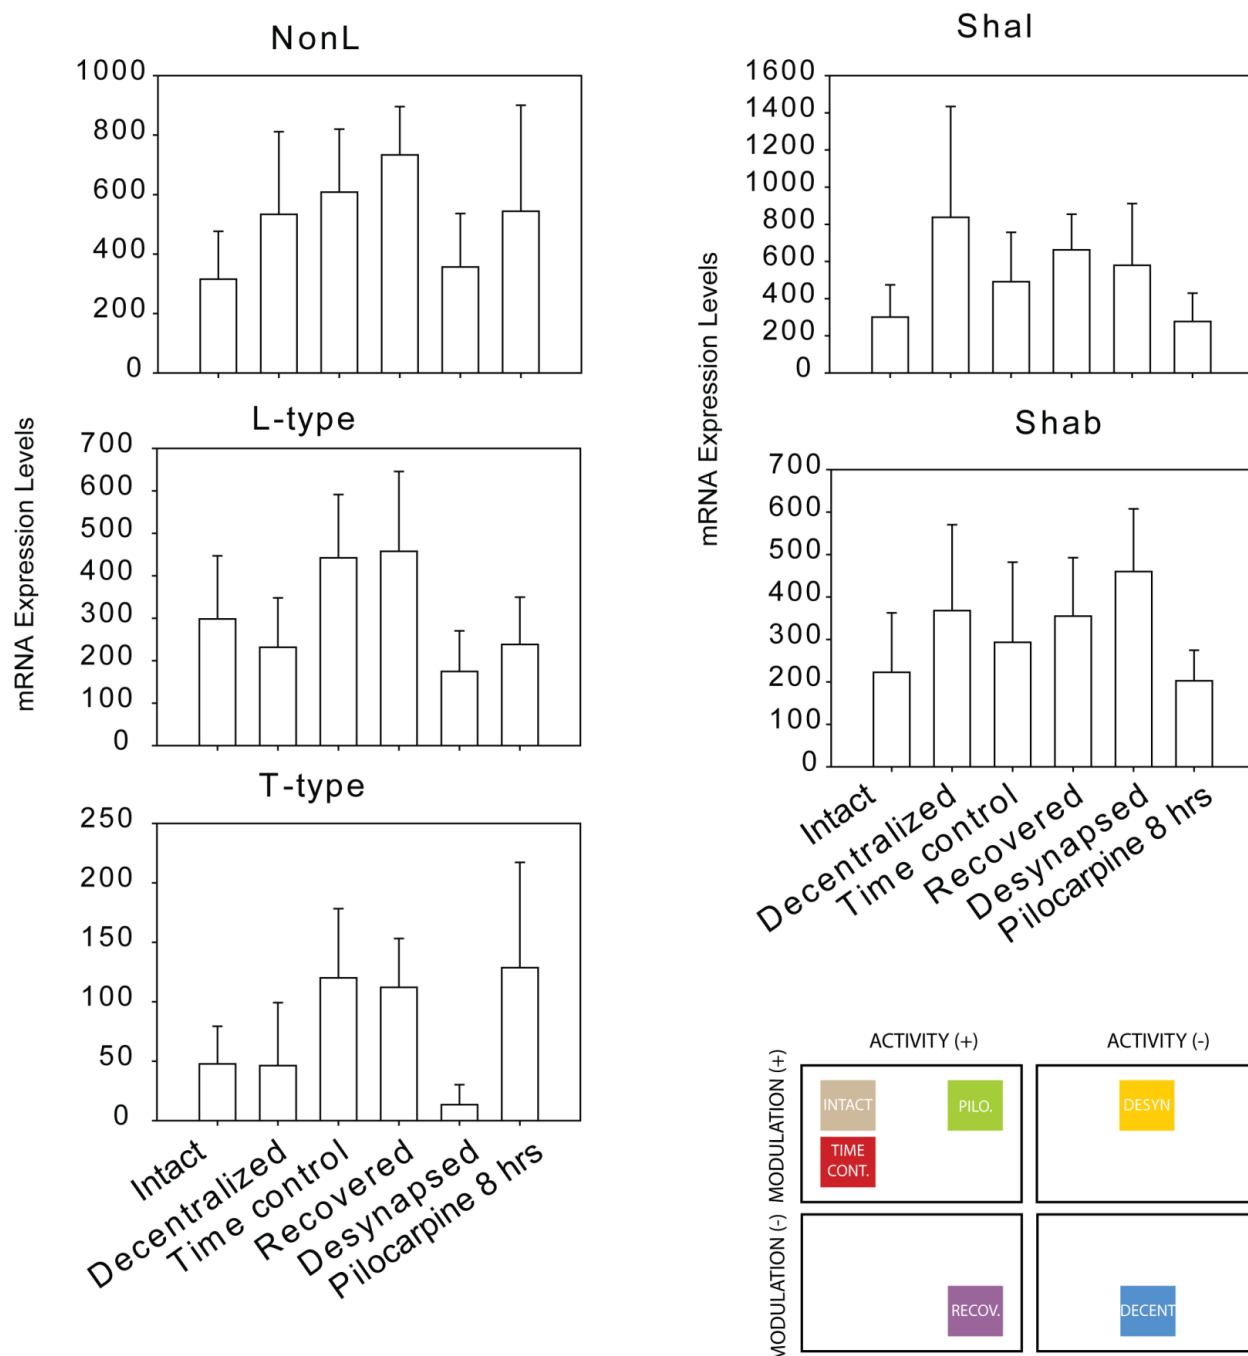 NonL
1000
800
600
400
200
0
L-type
700
600
500
400
300
200
100
0
mRNA Expression Levels
T-type
250
200
150
100
50
0
Intact
Decentralized
Time control
Recovered
Desynapsed
Pilocarpine 8 hrs
Shal
1600
1400
1200
1000
800
600
400
200
0
mRNA Expression Levels
Shab
700
600
500
400
300
200
100
0
Intact
Decentralized
Time control
Recovered
Desynapsed
Pilocarpine 8 hrs
ACTIVITY (+)
ACTIVITY (-)
MODULATION (+)
INTACT
PILO.
DESYN
TIME
CONT.
MODULATION (-)
RECOV.
DECENT